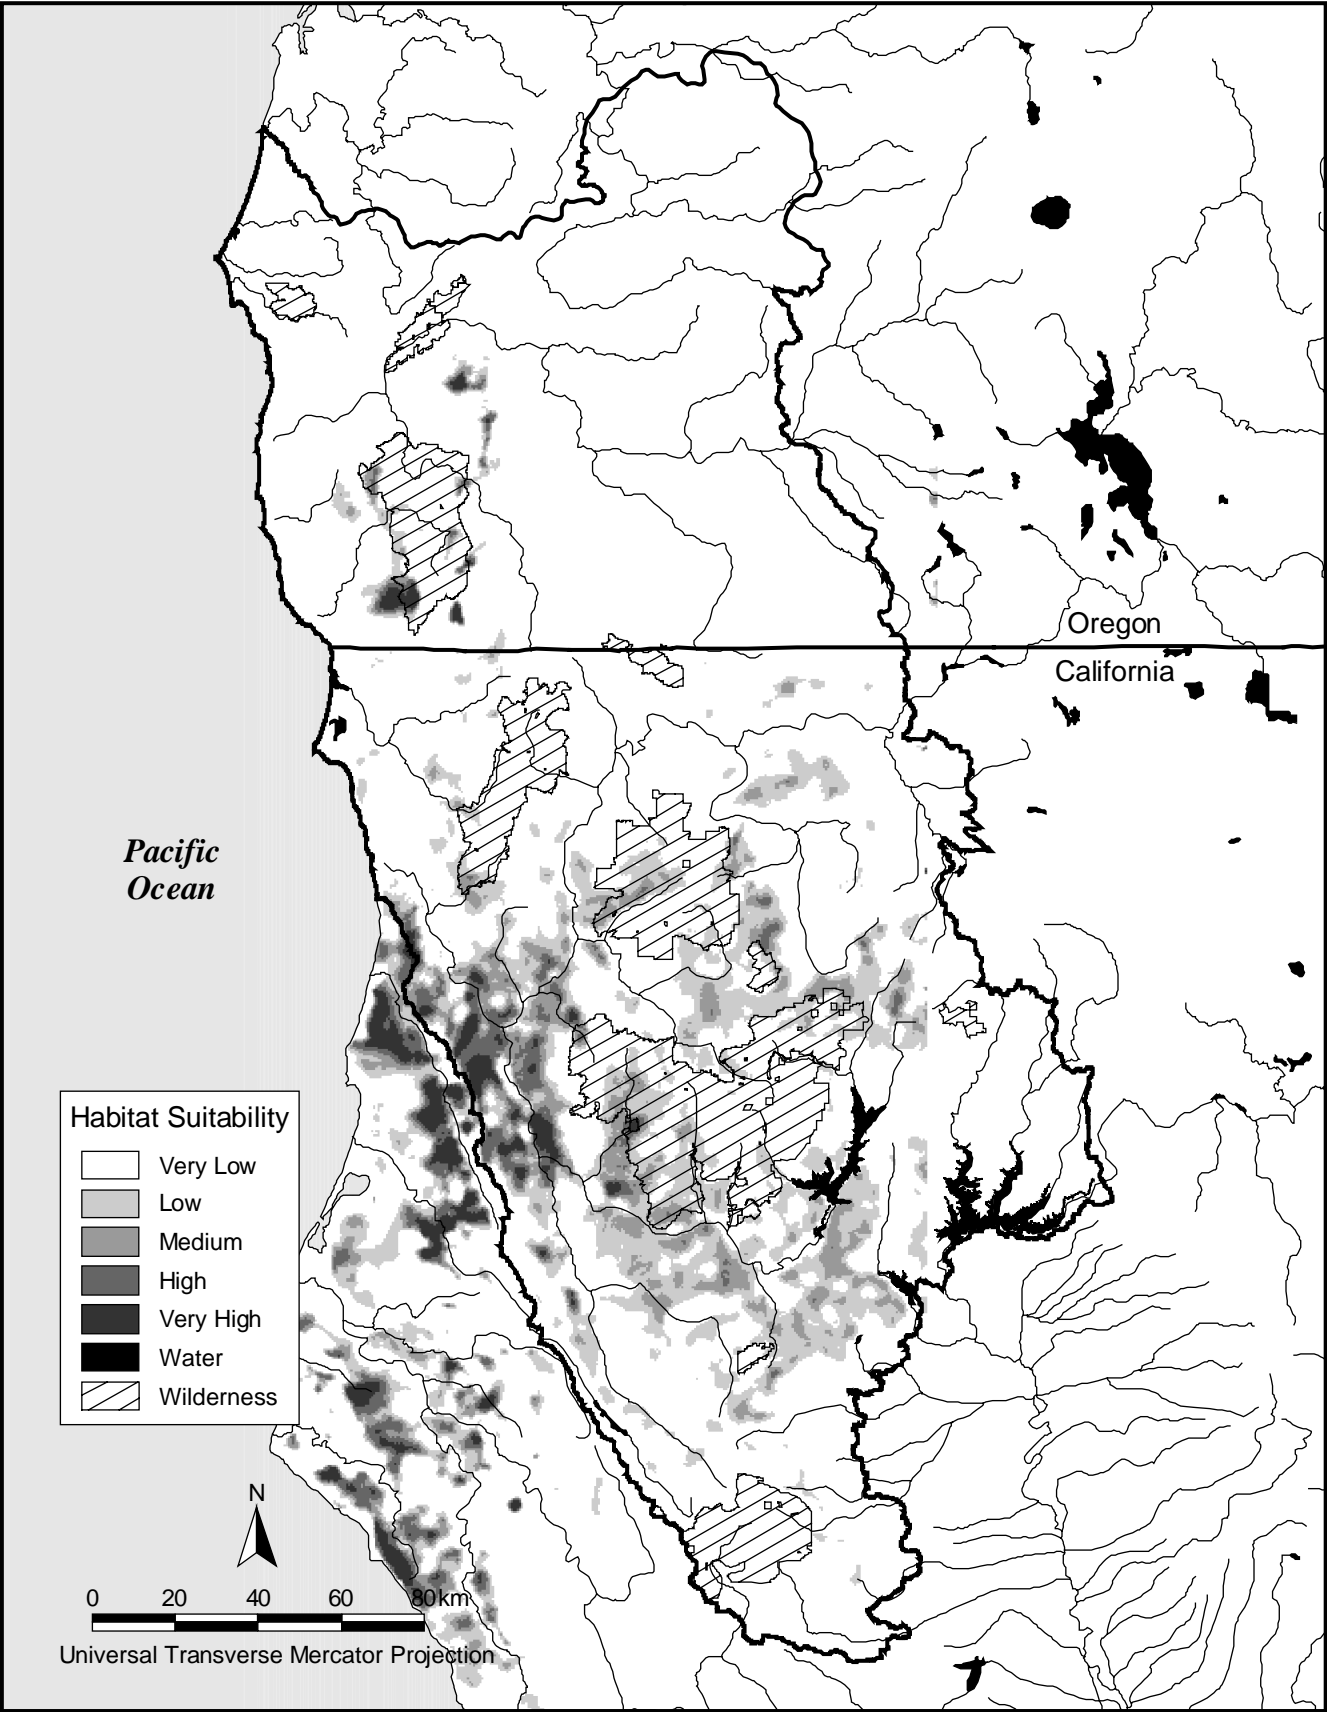 Oregon
California
Pacific
Ocean
Habitat Suitability
Very Low
Low
Medium
High
Very High
Water
Wilderness
N
0 20 40 60 80km
Universal Transverse Mercator Projection